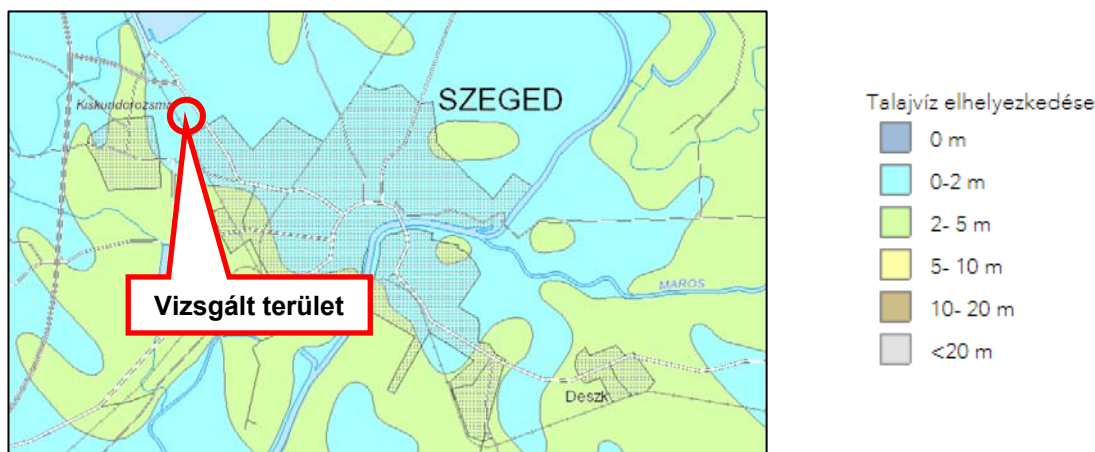 SZEGED
Kiskundorozsma
Vizsgált terület
MAROS
Deszk
Talajvíz elhelyezkedése
0 m
0-2 m
2- 5 m
5- 10 m
10- 20 m
<20 m